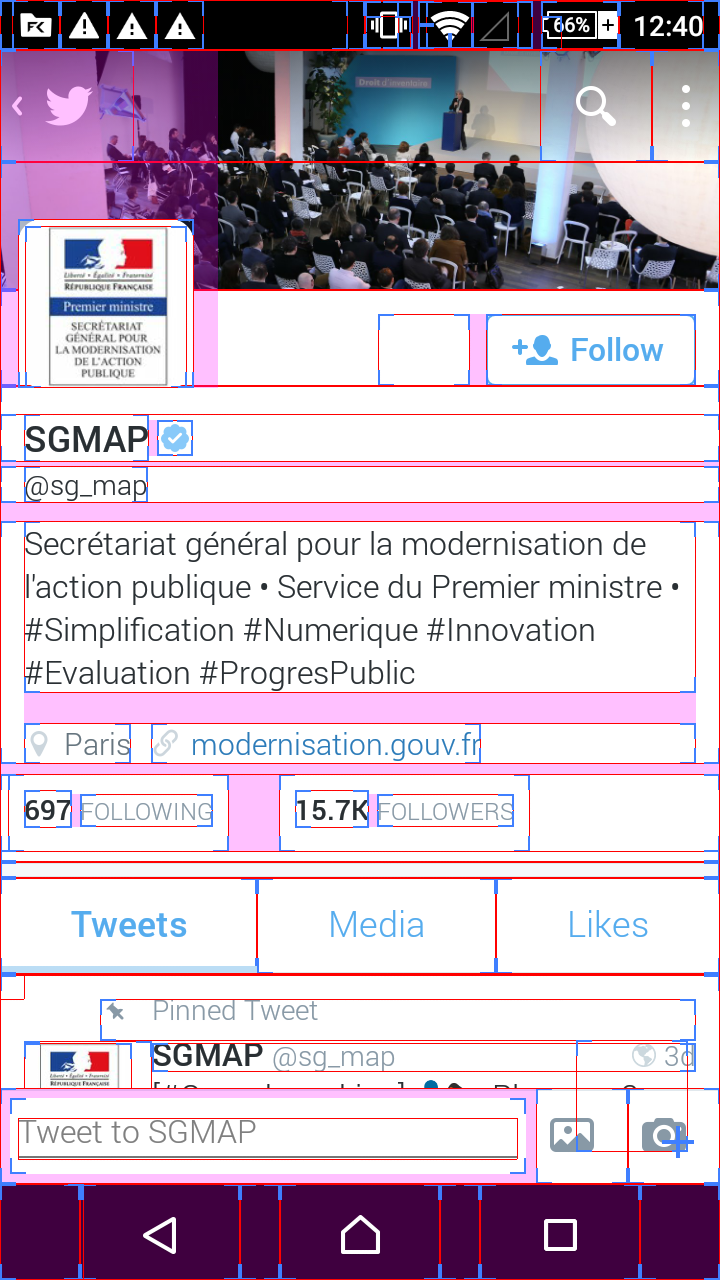 66%
12:40
Droit d'inventaire
Liberté • Égalité • Fraternité
RÉPUBLIQUE FRANÇAISE
Premier ministre
SECRÉTARIAT
GÉNÉRAL POUR
LA MODERNISATION
DE L'ACTION
PUBLIQUE
Follow
SGMAP
@sg_map
Secrétariat général pour la modernisation de
l'action publique • Service du Premier ministre •
#Simplification #Numerique #Innovation
#Evaluation #ProgresPublic
Paris modernisation.gouv.fr
697 FOLLOWING 15.7K FOLLOWERS
Tweets Media Likes
Pinned Tweet
SGMAP @sg_map 3d
Tweet to SGMAP